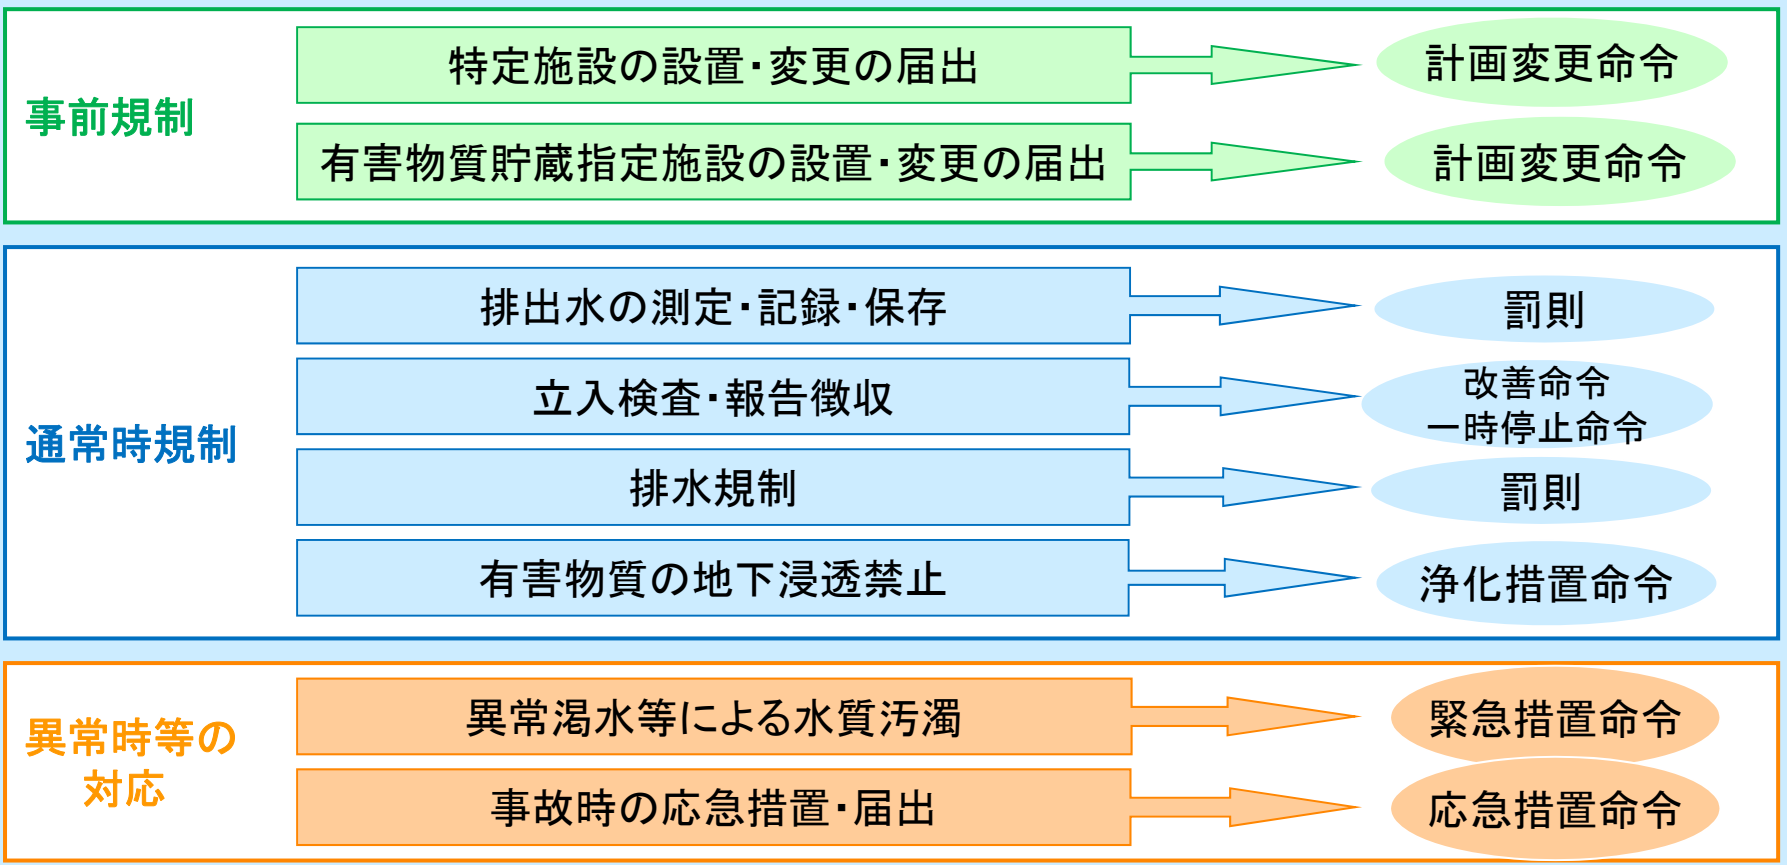 事前規制
特定施設の設置・変更の届出
計画変更命令
有害物質貯蔵指定施設の設置・変更の届出
計画変更命令
通常時規制
排出水の測定・記録・保存
罰則
立入検査・報告徴収
改善命令
一時停止命令
排水規制
罰則
有害物質の地下浸透禁止
浄化措置命令
異常時等の
対応
異常渇水等による水質汚濁
緊急措置命令
事故時の応急措置・届出
応急措置命令